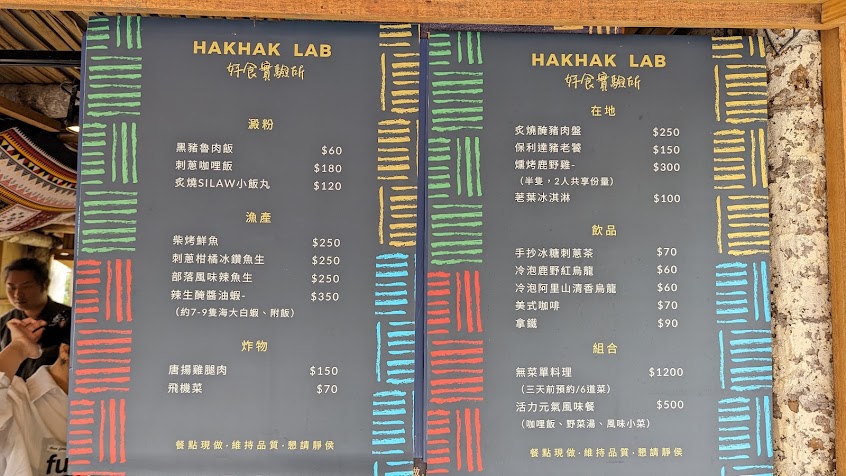 HAKHAK LAB
好食實驗所
澱粉
黑豬魯肉飯 $60
刺蔥咖哩飯 $180
炙燒SILAW小飯丸 $120
漁產
柴烤鮮魚 $250
刺蔥柑橘冰鑽魚生 $250
部落風味辣魚生 $250
辣生醃醬油蝦- $350
（約7-9隻海大白蝦、附飯）
炸物
唐揚雞腿肉 $150
飛機菜 $70
餐點現做．維持品質．懇請靜侯
HAKHAK LAB
好食實驗所
在地
炙燒醃豬肉盤 $250
保利達豬老饕 $150
燻烤鹿野雞- $300
（半隻，2人共享份量）
荖葉冰淇淋 $100
飲品
手抄冰糖刺蔥茶 $70
冷泡鹿野紅烏龍 $60
冷泡阿里山清香烏龍 $60
美式咖啡 $70
拿鐵 $90
組合
無菜單料理 $1200
（三天前預約/6道菜）
活力元氣風味餐 $500
（咖哩飯、野菜湯、風味小菜）
餐點現做．維持品質．懇請靜侯
fu